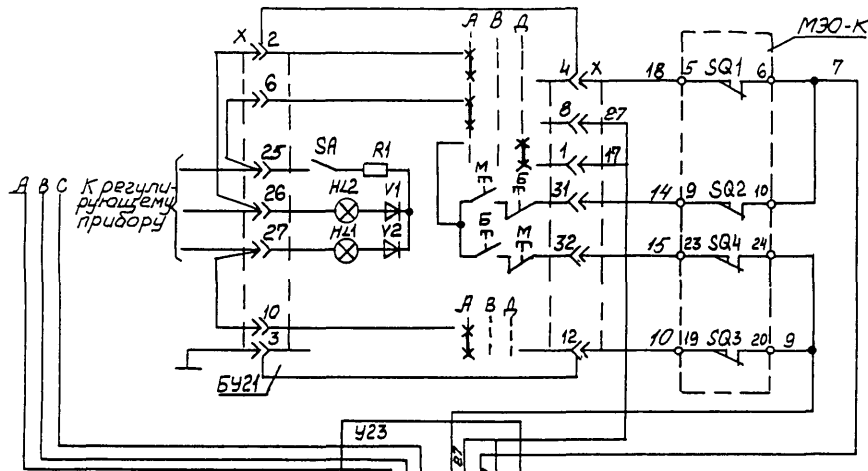 МЭО-К
А В Д
X 2
4 X 18 5 SQ1 6 7
6
8 27
25 SA R1
1 17
М Б
31 14 9 SQ2 10
А В С К регули-
рующему
прибору
26 HL2 V1
27 HL1 V2
Б М
32 15 23 SQ4 24
10
А В Д
3
12 10 19 SQ3 20 9
БУ21
У23
27